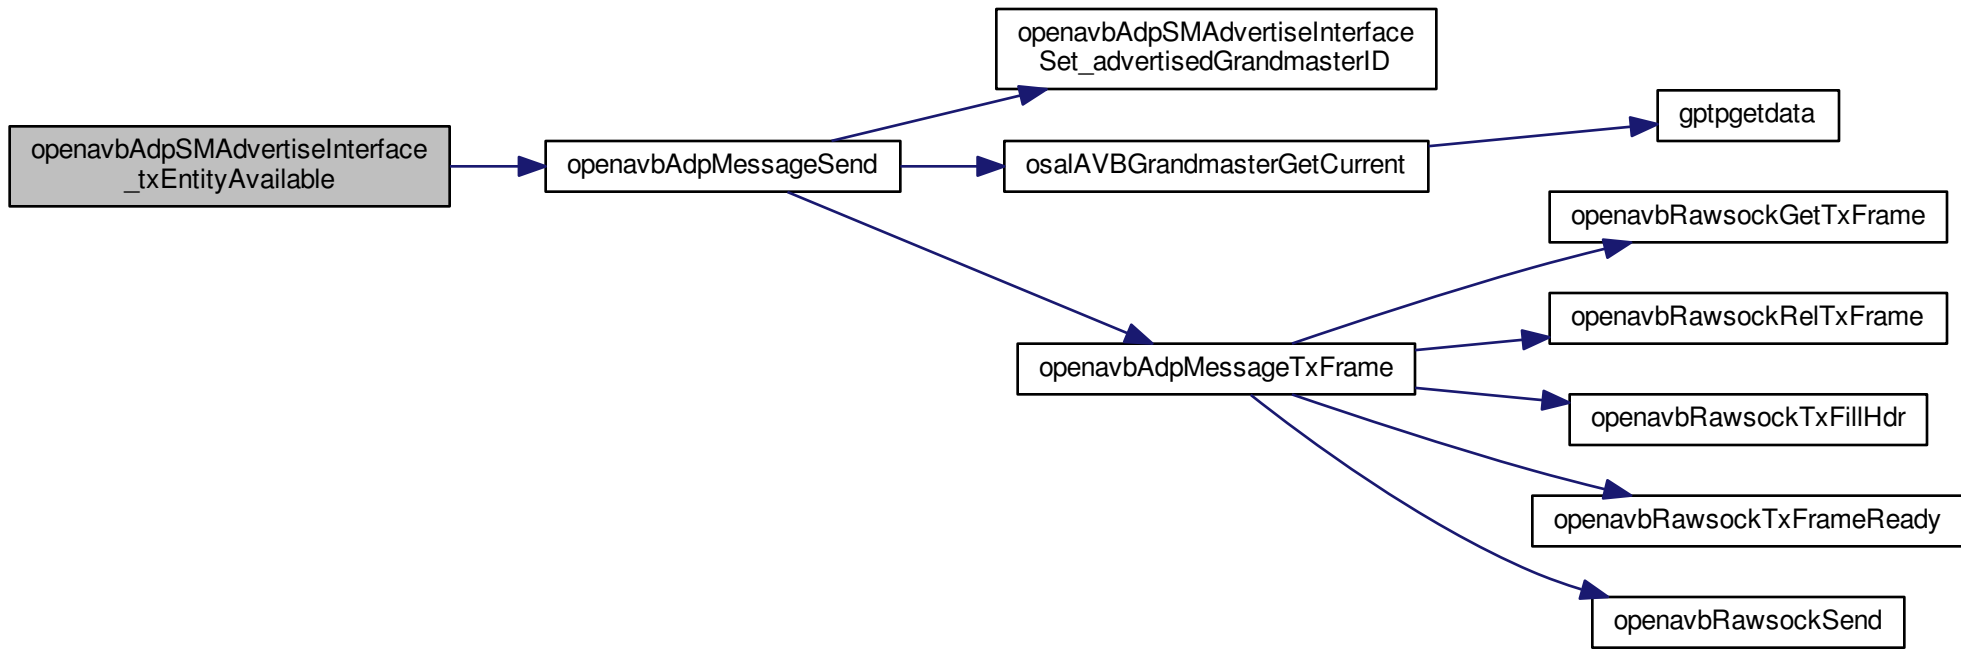 openavbAdpSMAdvertiseInterface
_txEntityAvailable
openavbAdpMessageSend
openavbAdpSMAdvertiseInterface
Set_advertisedGrandmasterID
osalAVBGrandmasterGetCurrent
gptpgetdata
openavbAdpMessageTxFrame
openavbRawsockGetTxFrame
openavbRawsockRelTxFrame
openavbRawsockTxFillHdr
openavbRawsockTxFrameReady
openavbRawsockSend